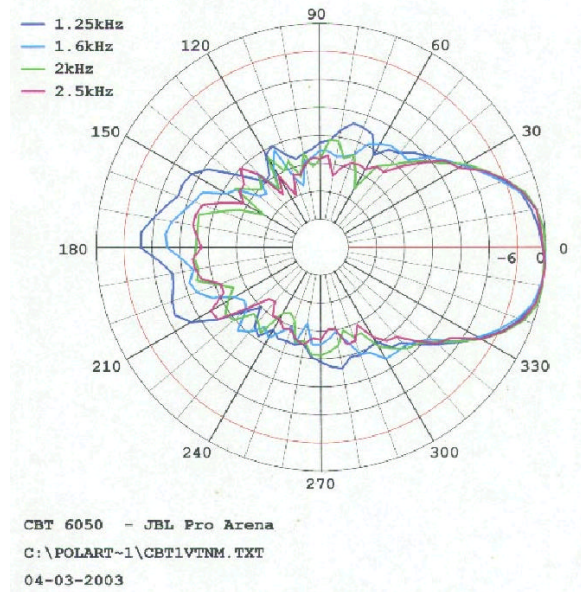 1.25kHz
1.6kHz
2kHz
2.5kHz
90
120
60
150
30
180
-6 0 0
210
330
240
300
270
CBT 6050 - JBL Pro Arena
C:\POLART~1\CBT1VTNM.TXT
04-03-2003